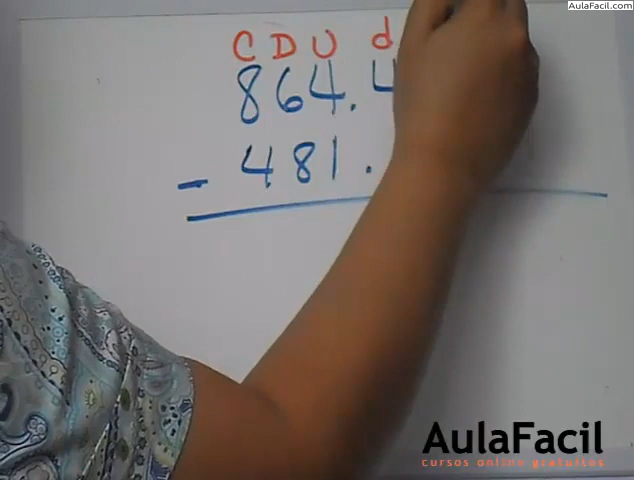 AulaFacil.com
C D U d
864.4
- 481.
AulaFacil
cursos online gratuitos